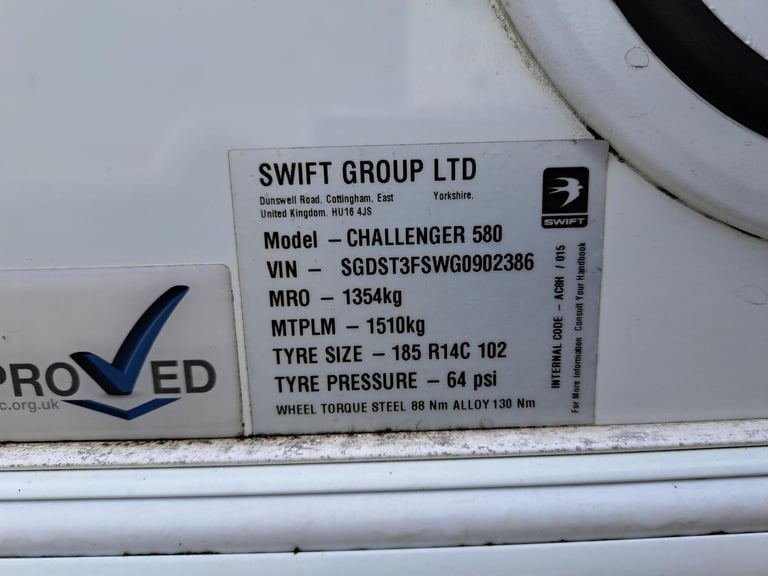 SWIFT GROUP LTD
Dunswell Road, Cottingham, East Yorkshire,
United Kingdom. HU16 4JS
Model – CHALLENGER 580
VIN – SGDST3FSWG0902386
MRO – 1354kg
MTPLM – 1510kg
TYRE SIZE – 185 R14C 102
TYRE PRESSURE – 64 psi
WHEEL TORQUE STEEL 88 Nm ALLOY 130 Nm
SWIFT
INTERNAL CODE – AC8H / 015
For More Information Consult Your Handbook
PROVED
c.org.uk